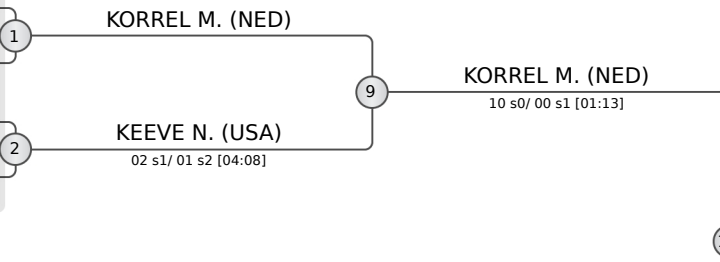 KORREL M. (NED)
1
KORREL M. (NED)
9
10 s0/ 00 s1 [01:13]
KEEVE N. (USA)
2
02 s1/ 01 s2 [04:08]